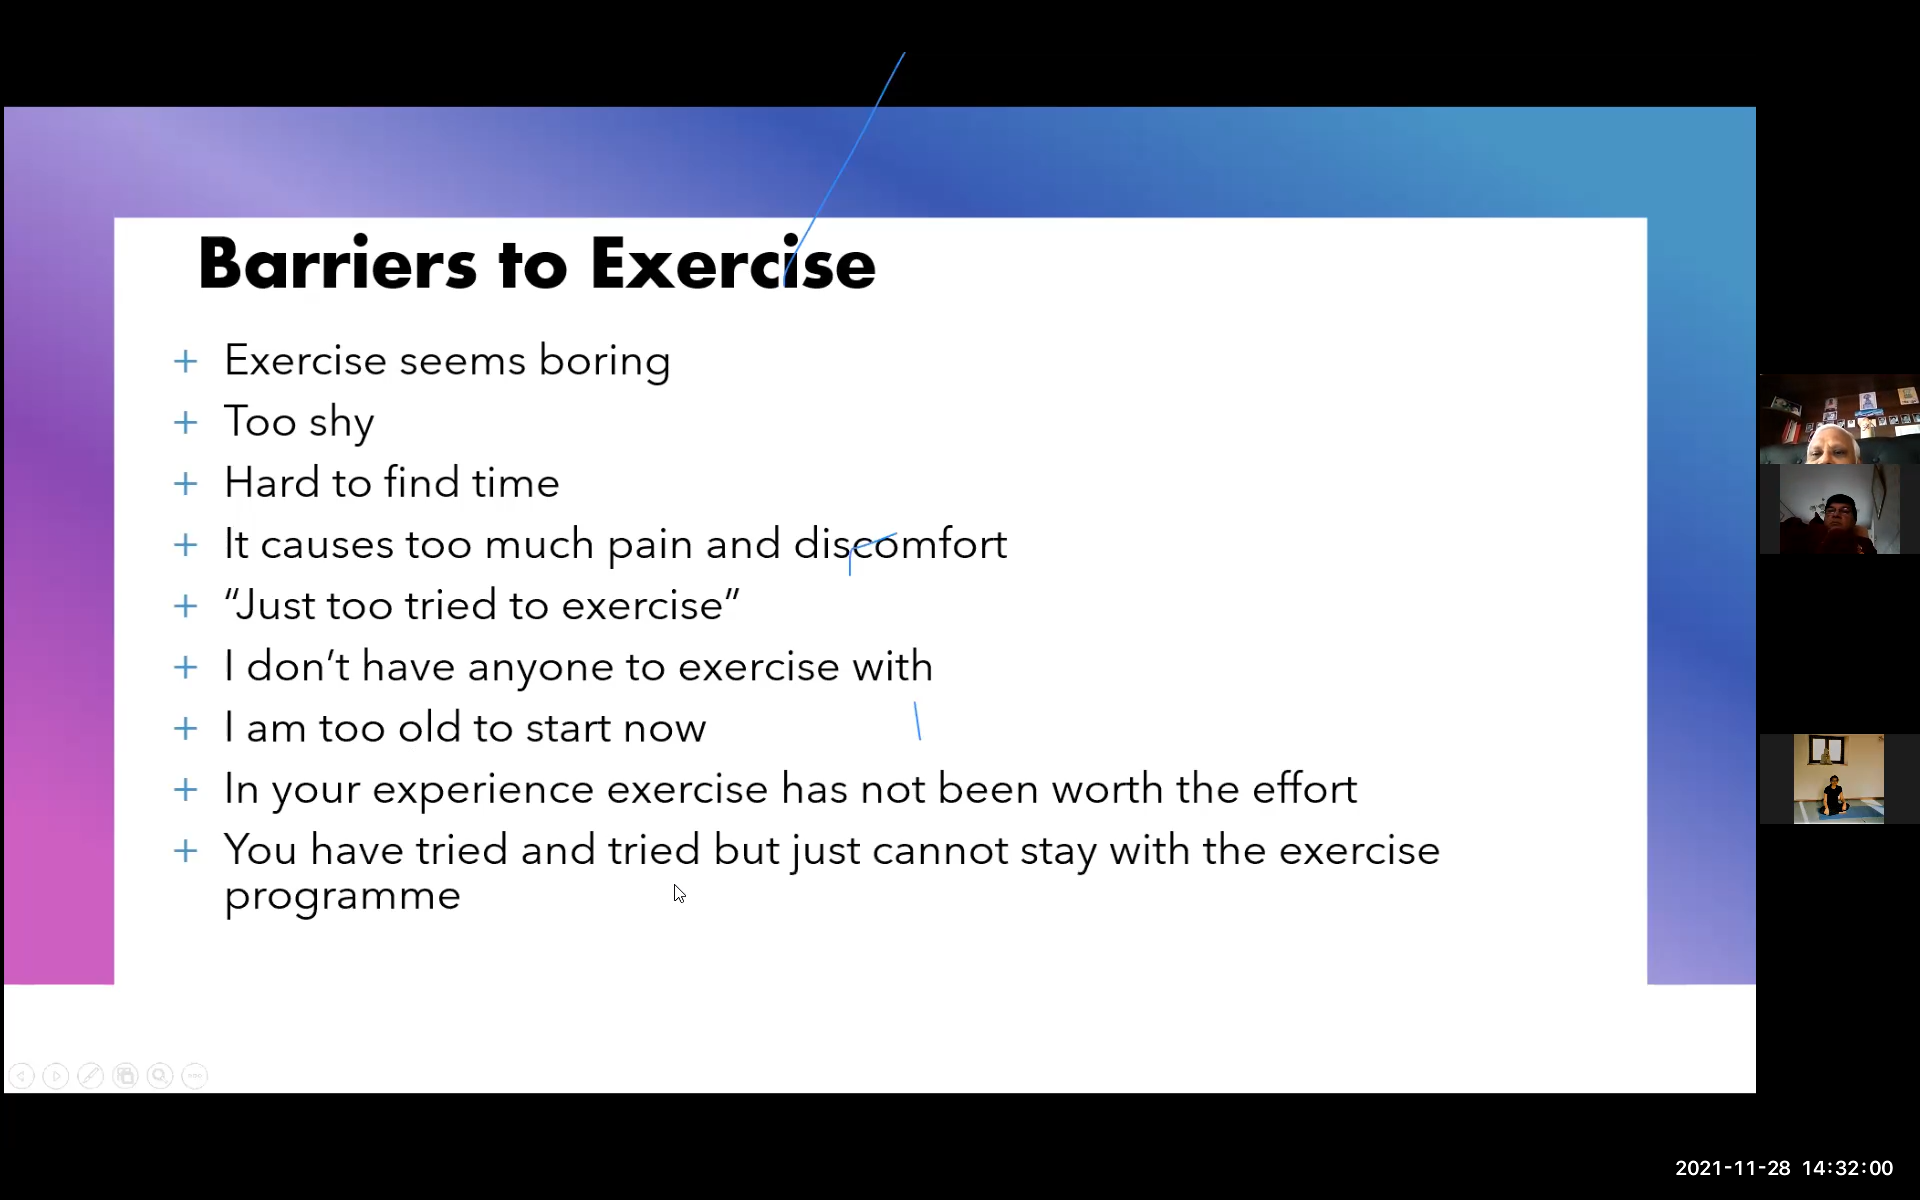 Barriers to Exercise
+ Exercise seems boring
+ Too shy
+ Hard to find time
+ It causes too much pain and discomfort
+ “Just too tried to exercise”
+ I don’t have anyone to exercise with
+ I am too old to start now
+ In your experience exercise has not been worth the effort
+ You have tried and tried but just cannot stay with the exercise
programme
2021-11-28 14:32:00